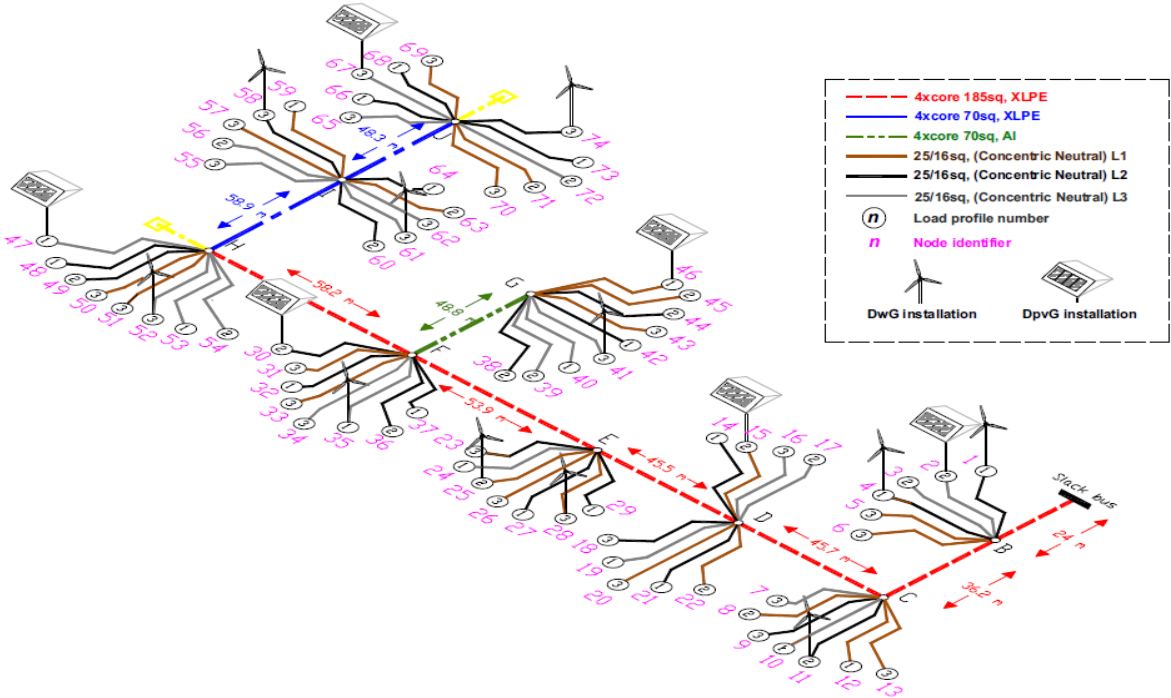 4xcore 185sq, XLPE
4xcore 70sq, XLPE
4xcore 70sq, Al
25/16sq, (Concentric Neutral) L1
25/16sq, (Concentric Neutral) L2
25/16sq, (Concentric Neutral) L3
n Load profile number
n Node identifier
DwG installation
DpvG installation
69
68
67
66
65
74
73
72
71
70
J
48.3 m
59
58
57
56
55
64
63
62
61
60
58.9 m
H
47
48
49
50
51
52
53
54
58.2 m
G
46
45
44
43
42
41
40
39
38
48.8 m
F
30
31
32
33
34
35
36
37
53.9 m
E
23
24
25
26
27
28
29
45.5 m
D
14
15
16
17
18
19
20
21
22
45.7 m
C
7
8
9
10
11
12
13
36.2 m
B
1
2
3
4
5
6
24 m
Slack bus